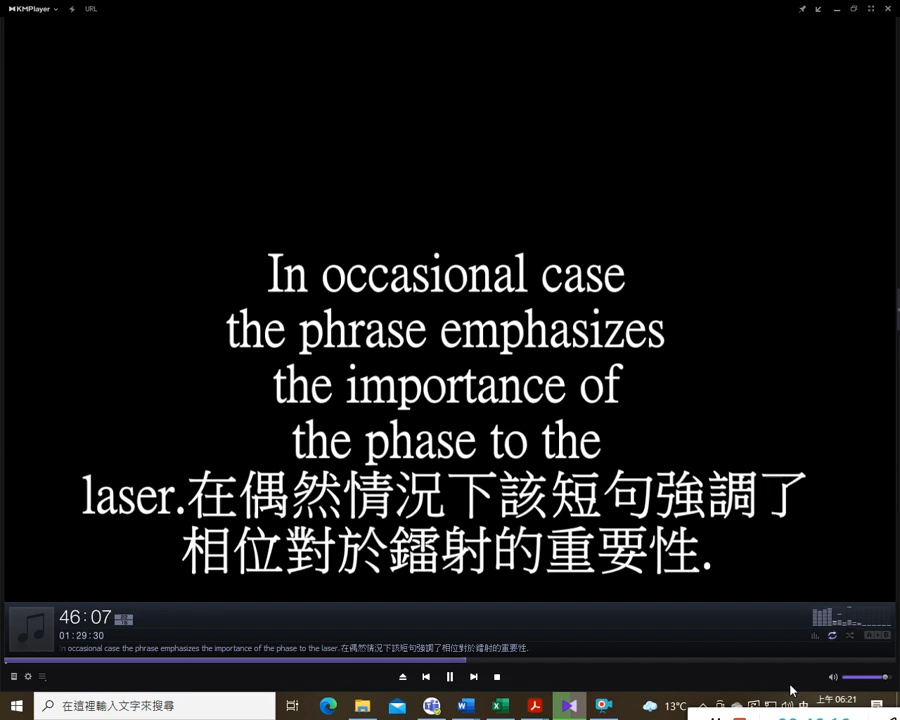 KMPlayer
URL
In occasional case
the phrase emphasizes
the importance of
the phase to the
laser.在偶然情況下該短句強調了
相位對於鐳射的重要性.
46:07
01:29:30
In occasional case the phrase emphasizes the importance of the phase to the laser.在偶然情況下該短句強調了相位對於鐳射的重要性.
在這裡輸入文字來搜尋
13°C
中
上午 06:21